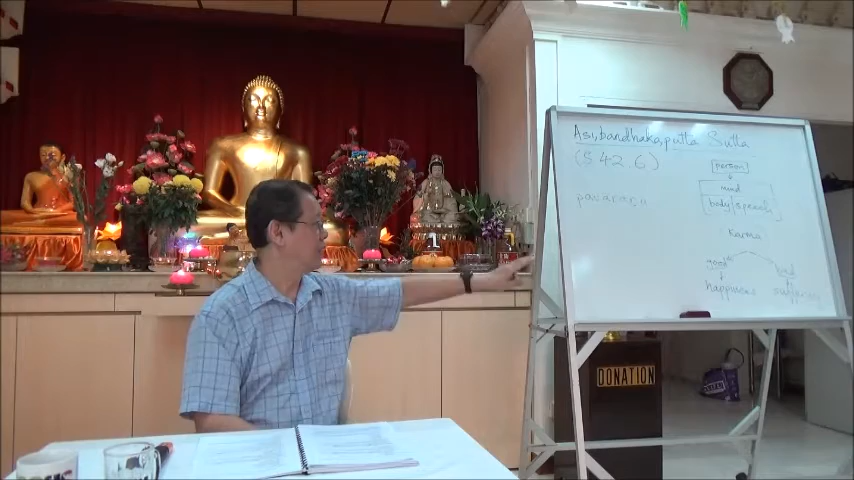 Asibandhakaputta Sutta
(S 42.6)
person
mind
body/speech
pavarana
Karma
good bad
happiness suffering
DONATION